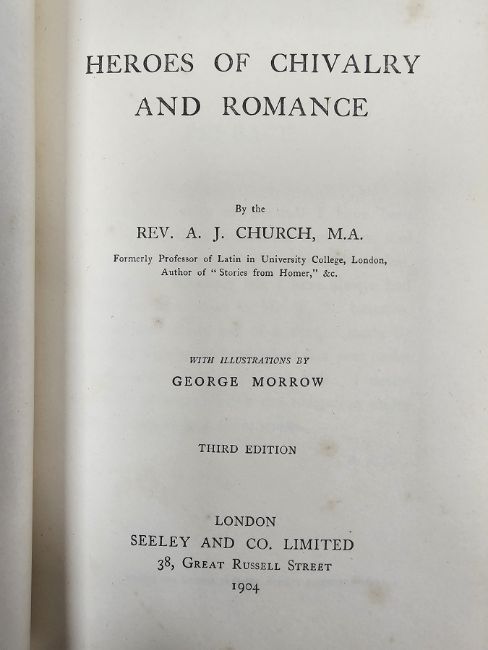 HEROES OF CHIVALRY
AND ROMANCE
By the
REV. A. J. CHURCH, M.A.
Formerly Professor of Latin in University College, London,
Author of "Stories from Homer," &c.
WITH ILLUSTRATIONS BY
GEORGE MORROW
THIRD EDITION
LONDON
SEELEY AND CO. LIMITED
38, GREAT RUSSELL STREET
1904